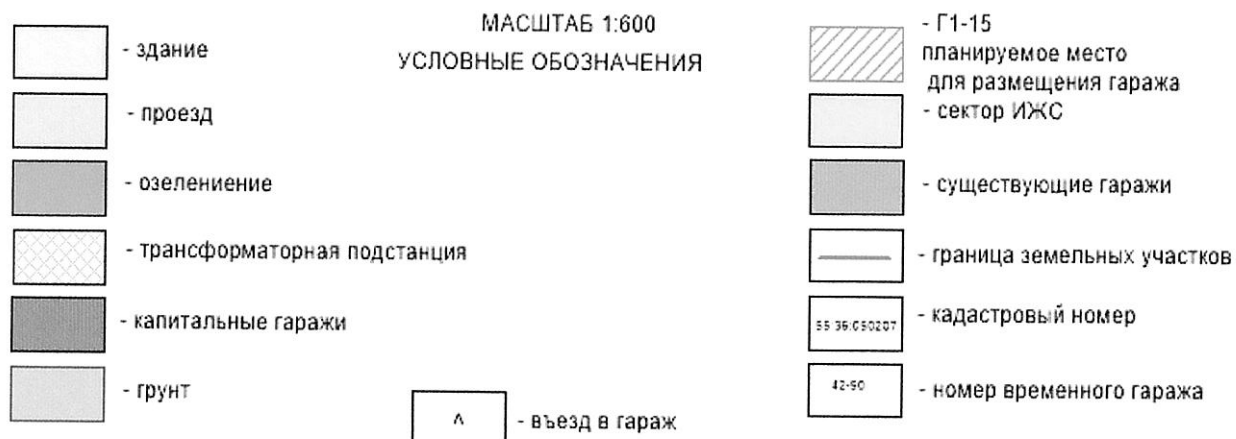 МАСШТАБ 1:600
УСЛОВНЫЕ ОБОЗНАЧЕНИЯ
- здание
- проезд
- озелениение
- трансформаторная подстанция
- капитальные гаражи
- грунт
^ - въезд в гараж
- Г1-15
планируемое место
для размещения гаража
- сектор ИЖС
- существующие гаражи
- граница земельных участков
55 36:050207 - кадастровый номер
42-90 - номер временного гаража